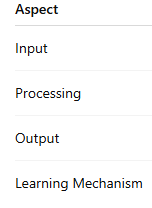 Aspect
Input
Processing
Output
Learning Mechanism